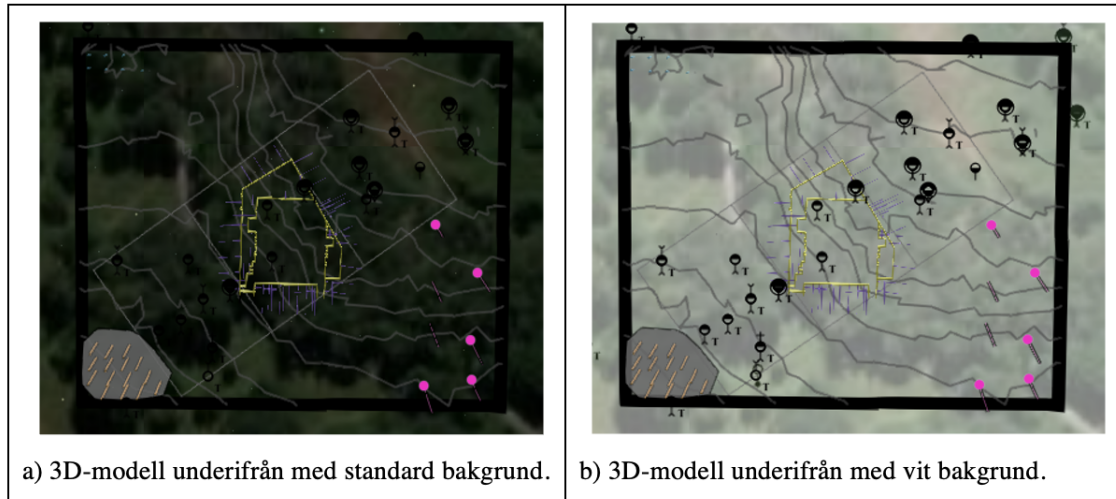 a) 3D-modell underifrån med standard bakgrund.
b) 3D-modell underifrån med vit bakgrund.